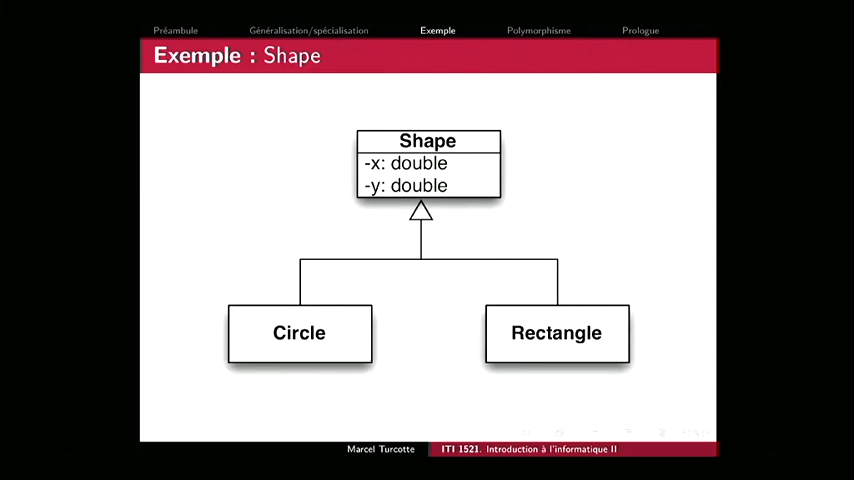 Préambule Généralisation/spécialisation Exemple Polymorphisme Prologue
Exemple : Shape
Shape
-x: double
-y: double
Circle Rectangle
Marcel Turcotte ITI 1521. Introduction à l'informatique II